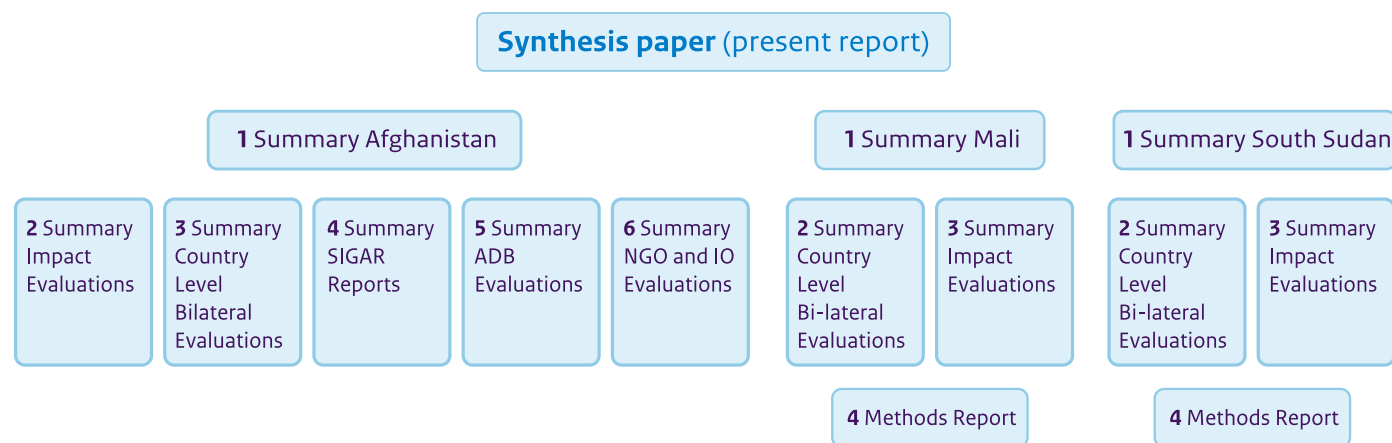 Synthesis paper (present report)
1 Summary Afghanistan
1 Summary Mali
1 Summary South Sudan
2 Summary
Impact
Evaluations
3 Summary
Country
Level
Bilateral
Evaluations
4 Summary
SIGAR
Reports
5 Summary
ADB
Evaluations
6 Summary
NGO and IO
Evaluations
2 Summary
Country
Level
Bi-lateral
Evaluations
3 Summary
Impact
Evaluations
2 Summary
Country
Level
Bi-lateral
Evaluations
3 Summary
Impact
Evaluations
4 Methods Report
4 Methods Report